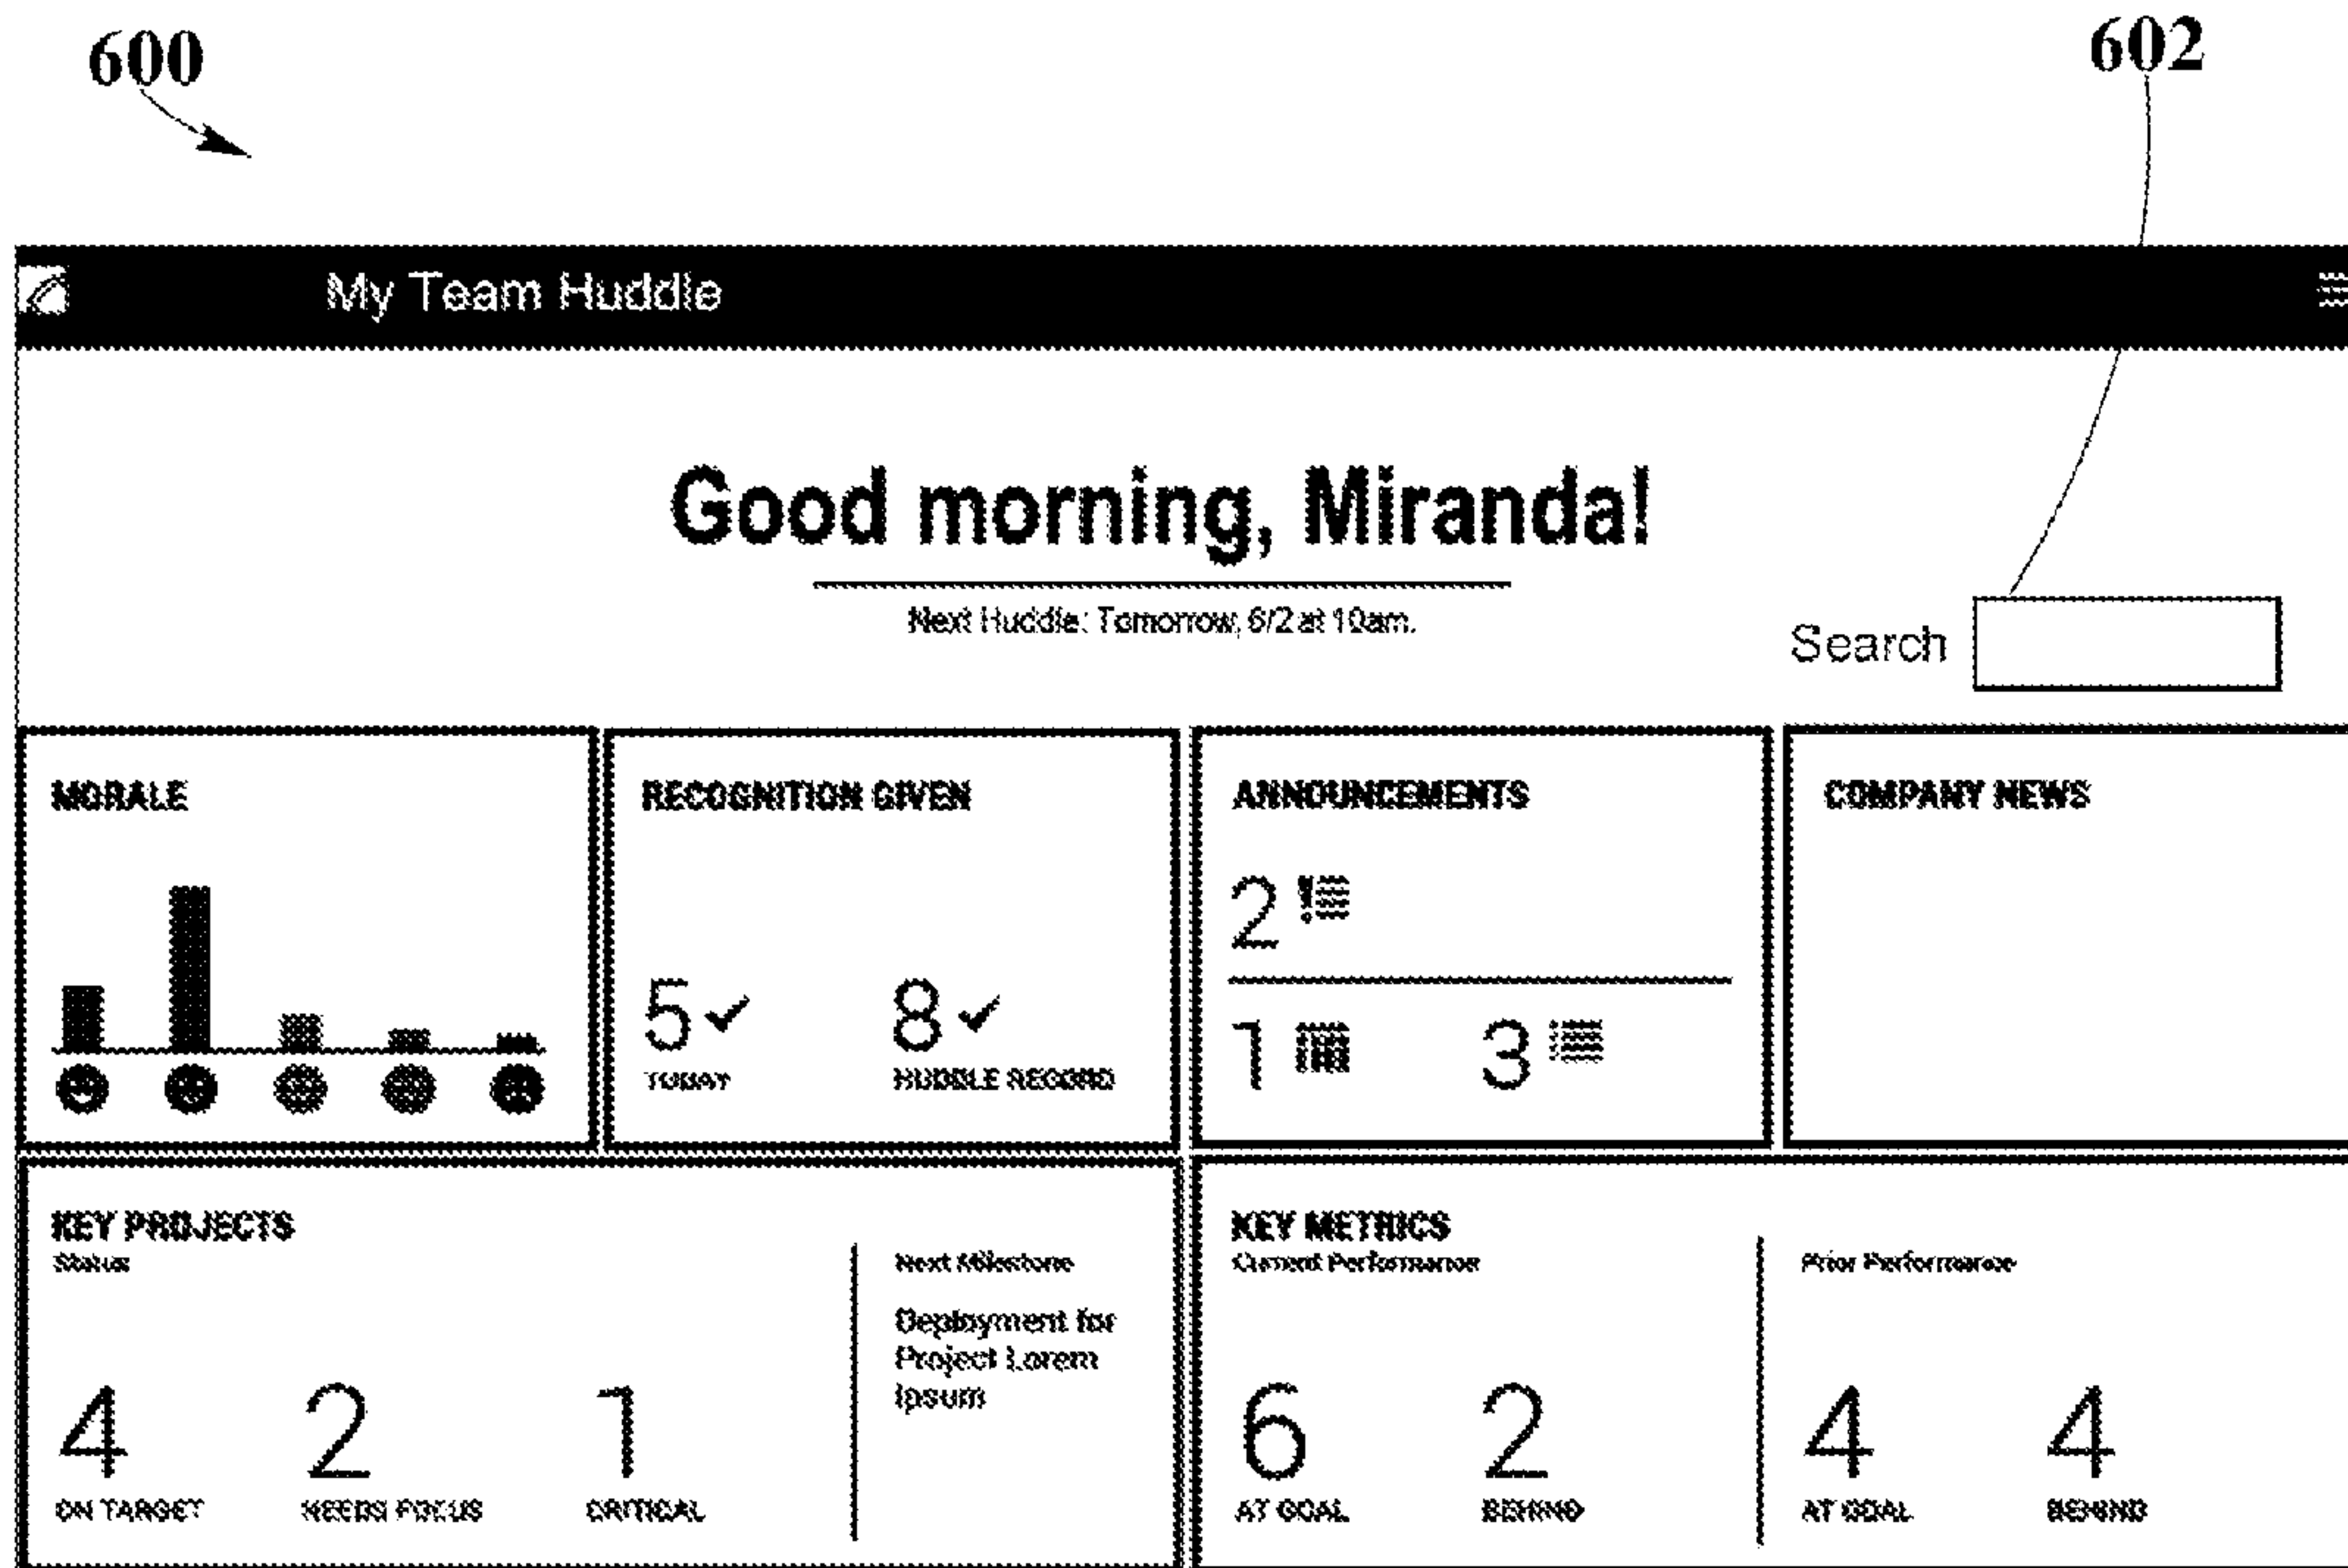 600
602
My Team Huddle
Good morning, Miranda!
Next Huddle: Tomorrow, 6/2 at 10am.
Search
MORALE
RECOGNITION GIVEN
5
8
TODAY
HUDDLE RECORD
ANNOUNCEMENTS
2
1
3
COMPANY NEWS
KEY PROJECTS
Status
4
2
1
ON TARGET
NEEDS FOCUS
CRITICAL
Next Milestone
Deployment for
Project Lorem
Ipsum
KEY METRICS
Current Performance
6
2
AT GOAL
BEHIND
Prior Performance
4
4
AT GOAL
BEHIND